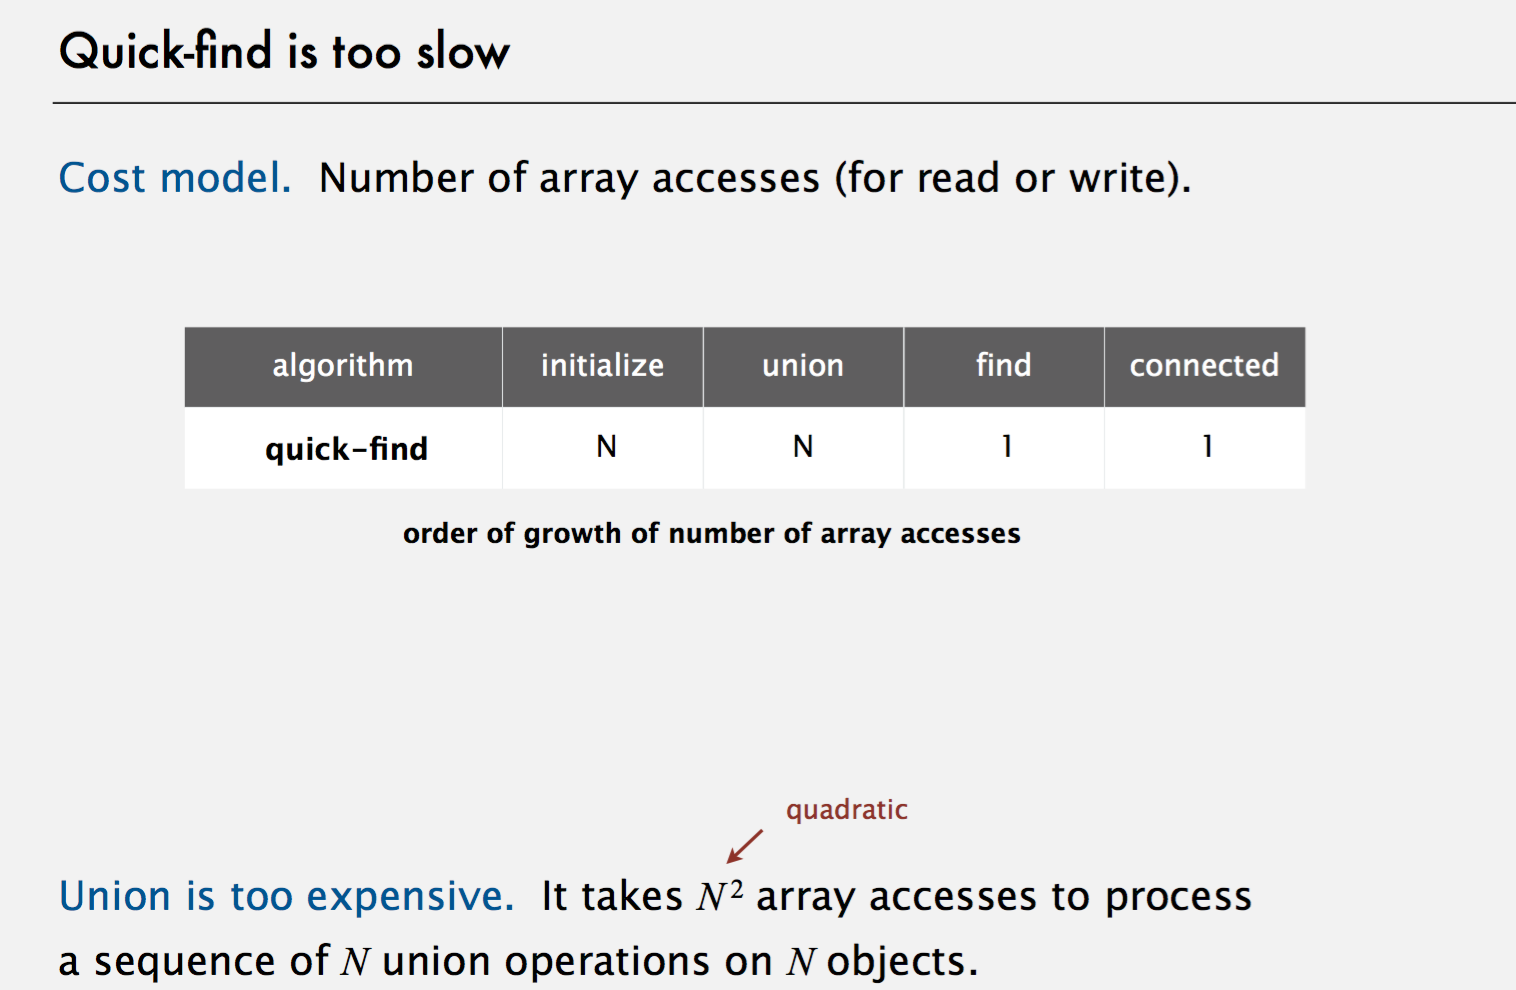 Quick-find is too slow
Cost model. Number of array accesses (for read or write).
algorithm initialize union find connected
quick-find N N 1 1
order of growth of number of array accesses
quadratic
Union is too expensive. It takes N² array accesses to process
a sequence of N union operations on N objects.